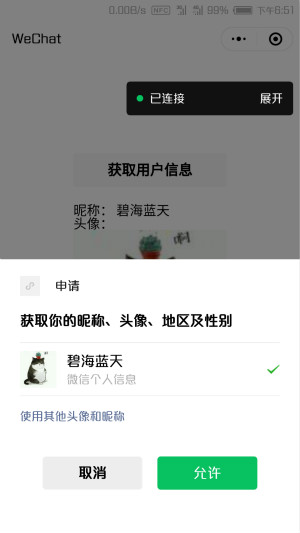 0.00B/s NFC 99% 下午6:51
WeChat
已连接 展开
获取用户信息
昵称： 碧海蓝天
头像：
啊
申请
获取你的昵称、头像、地区及性别
碧海蓝天
微信个人信息
使用其他头像和昵称
取消 允许